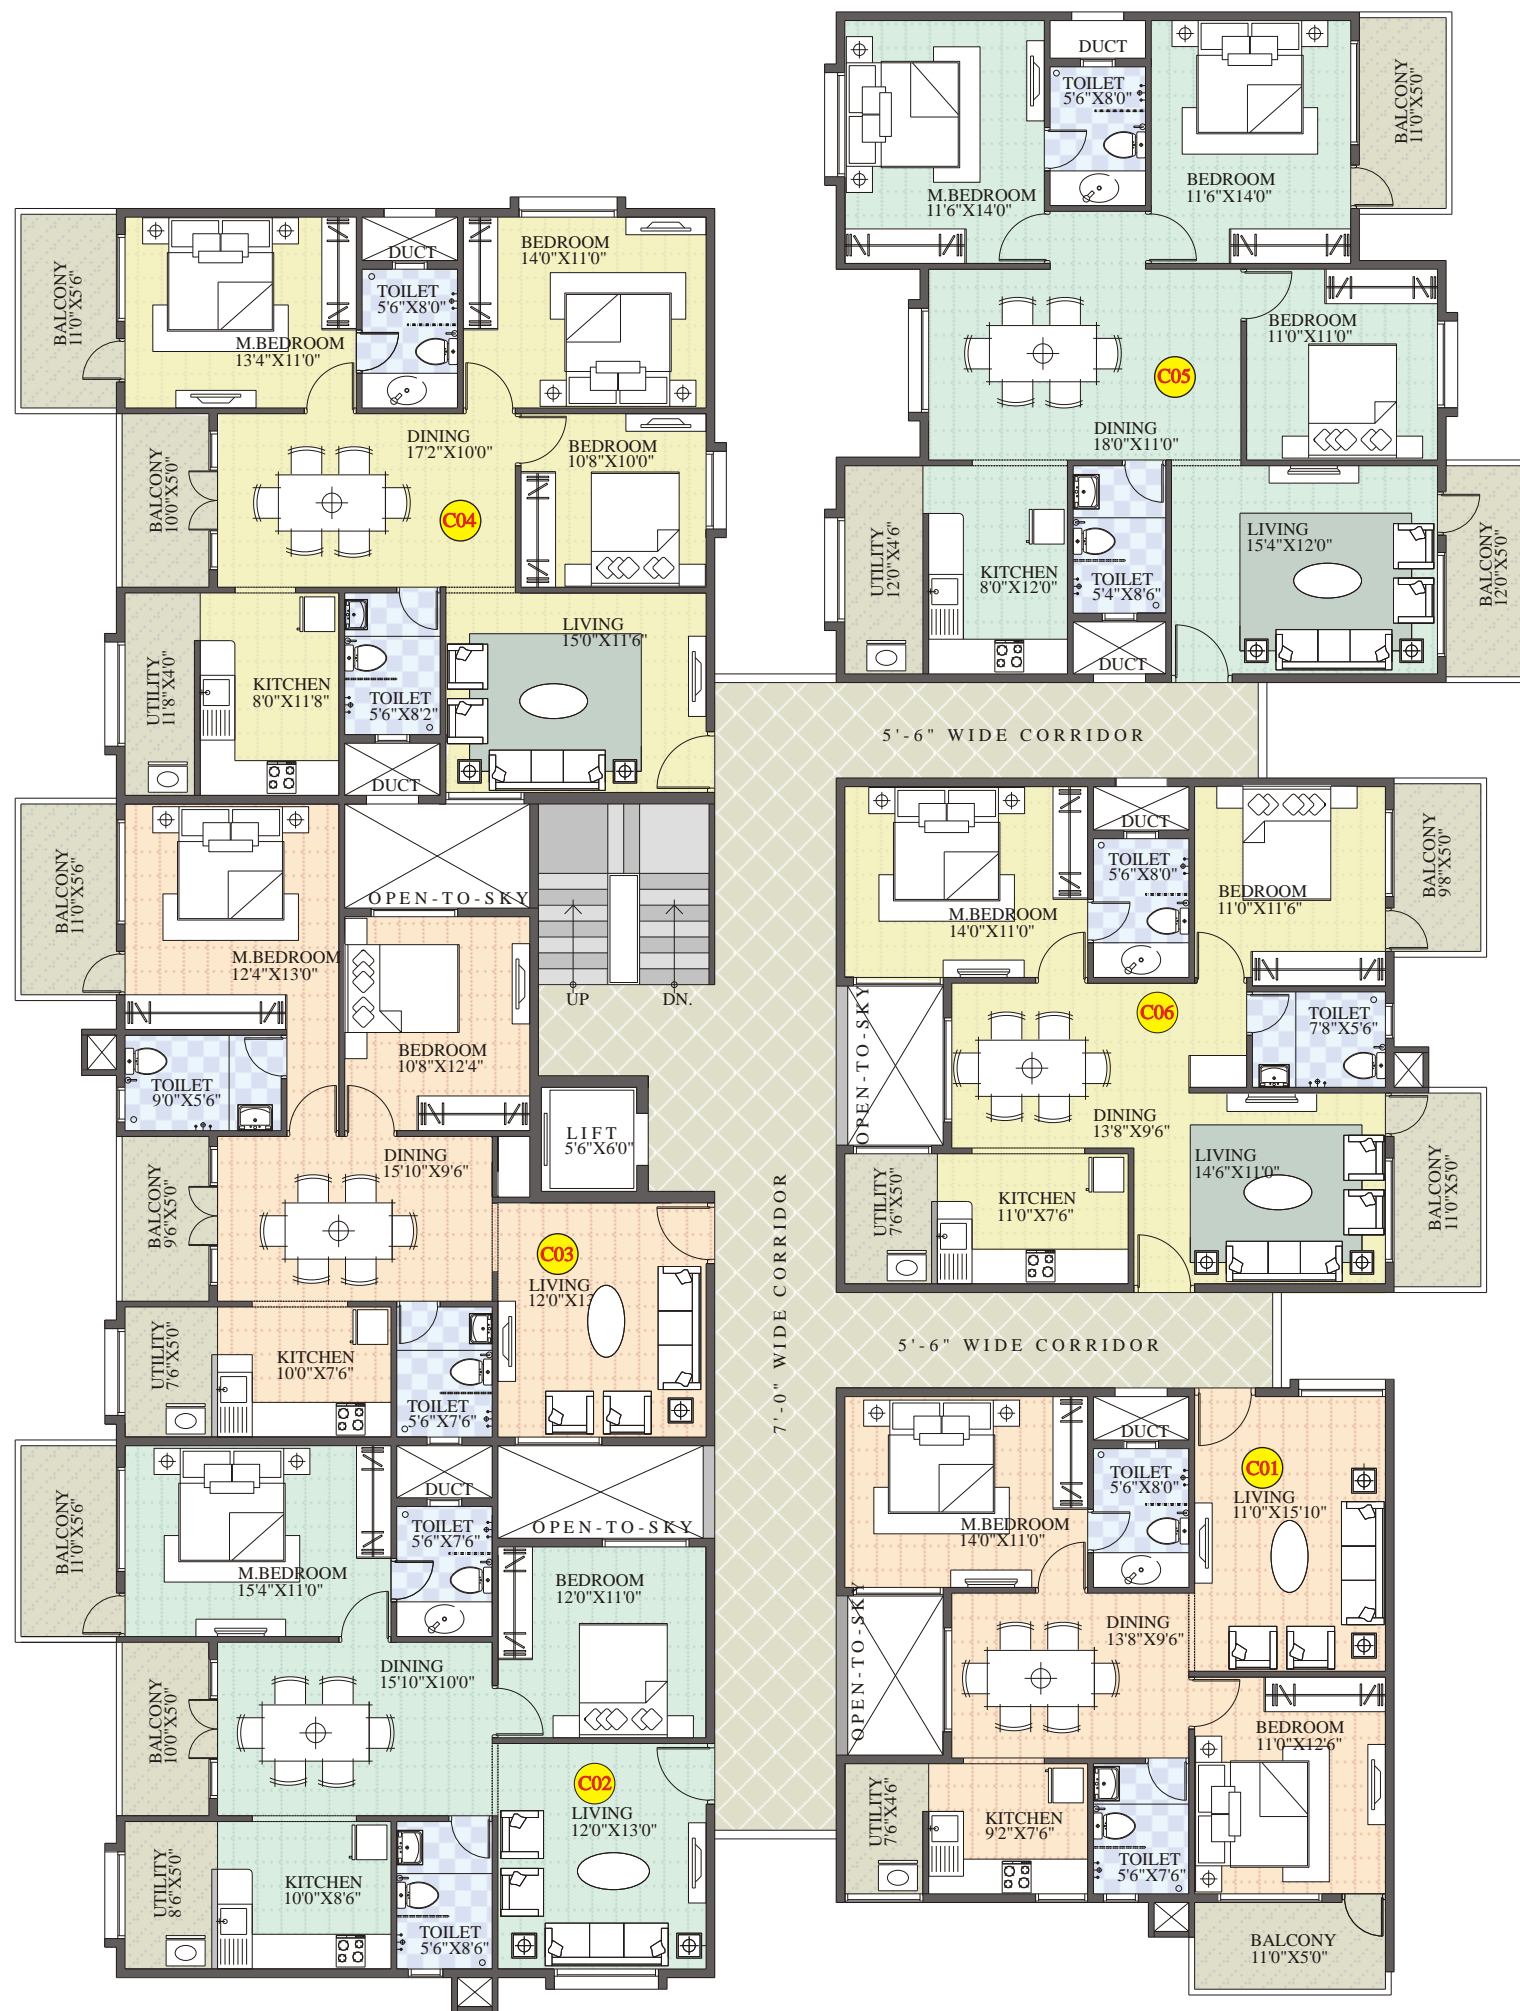 DUCT
TOILET
5'6"X8'0"
M.BEDROOM
11'6"X14'0"
BEDROOM
11'6"X14'0"
BALCONY
11'0"X5'0"
BEDROOM
11'0"X11'0"
C05
DINING
18'0"X11'0"
UTILITY
12'0"X4'6"
KITCHEN
8'0"X12'0"
TOILET
5'4"X8'6"
DUCT
LIVING
15'4"X12'0"
BALCONY
12'0"X5'0"
BALCONY
11'0"X5'6"
M.BEDROOM
13'4"X11'0"
DUCT
TOILET
5'6"X8'0"
BEDROOM
14'0"X11'0"
BALCONY
10'0"X5'0"
DINING
17'2"X10'0"
C04
BEDROOM
10'8"X10'0"
UTILITY
11'8"X4'0"
KITCHEN
8'0"X11'8"
TOILET
5'6"X8'2"
DUCT
LIVING
15'0"X11'6"
5'-6" WIDE CORRIDOR
BALCONY
11'0"X5'6"
M.BEDROOM
12'4"X13'0"
OPEN-TO-SKY
UP
DN.
BEDROOM
10'8"X12'4"
TOILET
9'0"X5'6"
LIFT
5'6"X6'0"
BALCONY
9'6"X5'0"
DINING
15'10"X9'6"
C03
LIVING
12'0"X13
UTILITY
7'6"X5'0"
KITCHEN
10'0"X7'6"
TOILET
5'6"X7'6"
7'-0" WIDE CORRIDOR
M.BEDROOM
14'0"X11'0"
DUCT
TOILET
5'6"X8'0"
BEDROOM
11'0"X11'6"
BALCONY
9'8"X5'0"
OPEN-TO-SKY
C06
TOILET
7'8"X5'6"
DINING
13'8"X9'6"
LIVING
14'6"X11'0"
BALCONY
11'0"X5'0"
UTILITY
7'6"X5'0"
KITCHEN
11'0"X7'6"
5'-6" WIDE CORRIDOR
BALCONY
11'0"X5'6"
M.BEDROOM
15'4"X11'0"
DUCT
TOILET
5'6"X7'6"
OPEN-TO-SKY
BEDROOM
12'0"X11'0"
BALCONY
10'0"X5'0"
DINING
15'10"X10'0"
C02
LIVING
12'0"X13'0"
UTILITY
8'6"X5'0"
KITCHEN
10'0"X8'6"
TOILET
5'6"X8'6"
M.BEDROOM
14'0"X11'0"
DUCT
TOILET
5'6"X8'0"
C01
LIVING
11'0"X15'10"
OPEN-TO-SKY
DINING
13'8"X9'6"
BEDROOM
11'0"X12'6"
UTILITY
7'6"X4'6"
KITCHEN
9'2"X7'6"
TOILET
5'6"X7'6"
BALCONY
11'0"X5'0"